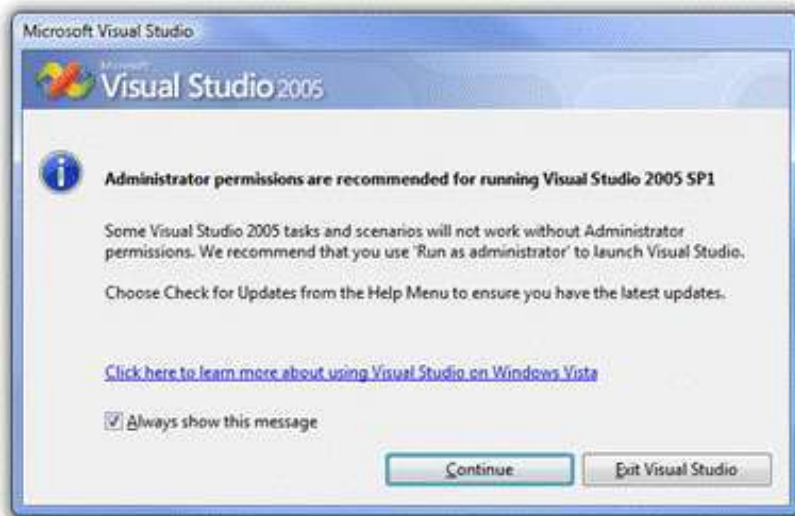 Microsoft Visual Studio
Microsoft
Visual Studio 2005
Administrator permissions are recommended for running Visual Studio 2005 SP1
Some Visual Studio 2005 tasks and scenarios will not work without Administrator
permissions. We recommend that you use 'Run as administrator' to launch Visual Studio.
Choose Check for Updates from the Help Menu to ensure you have the latest updates.
Click here to learn more about using Visual Studio on Windows Vista
Always show this message
Continue
Exit Visual Studio